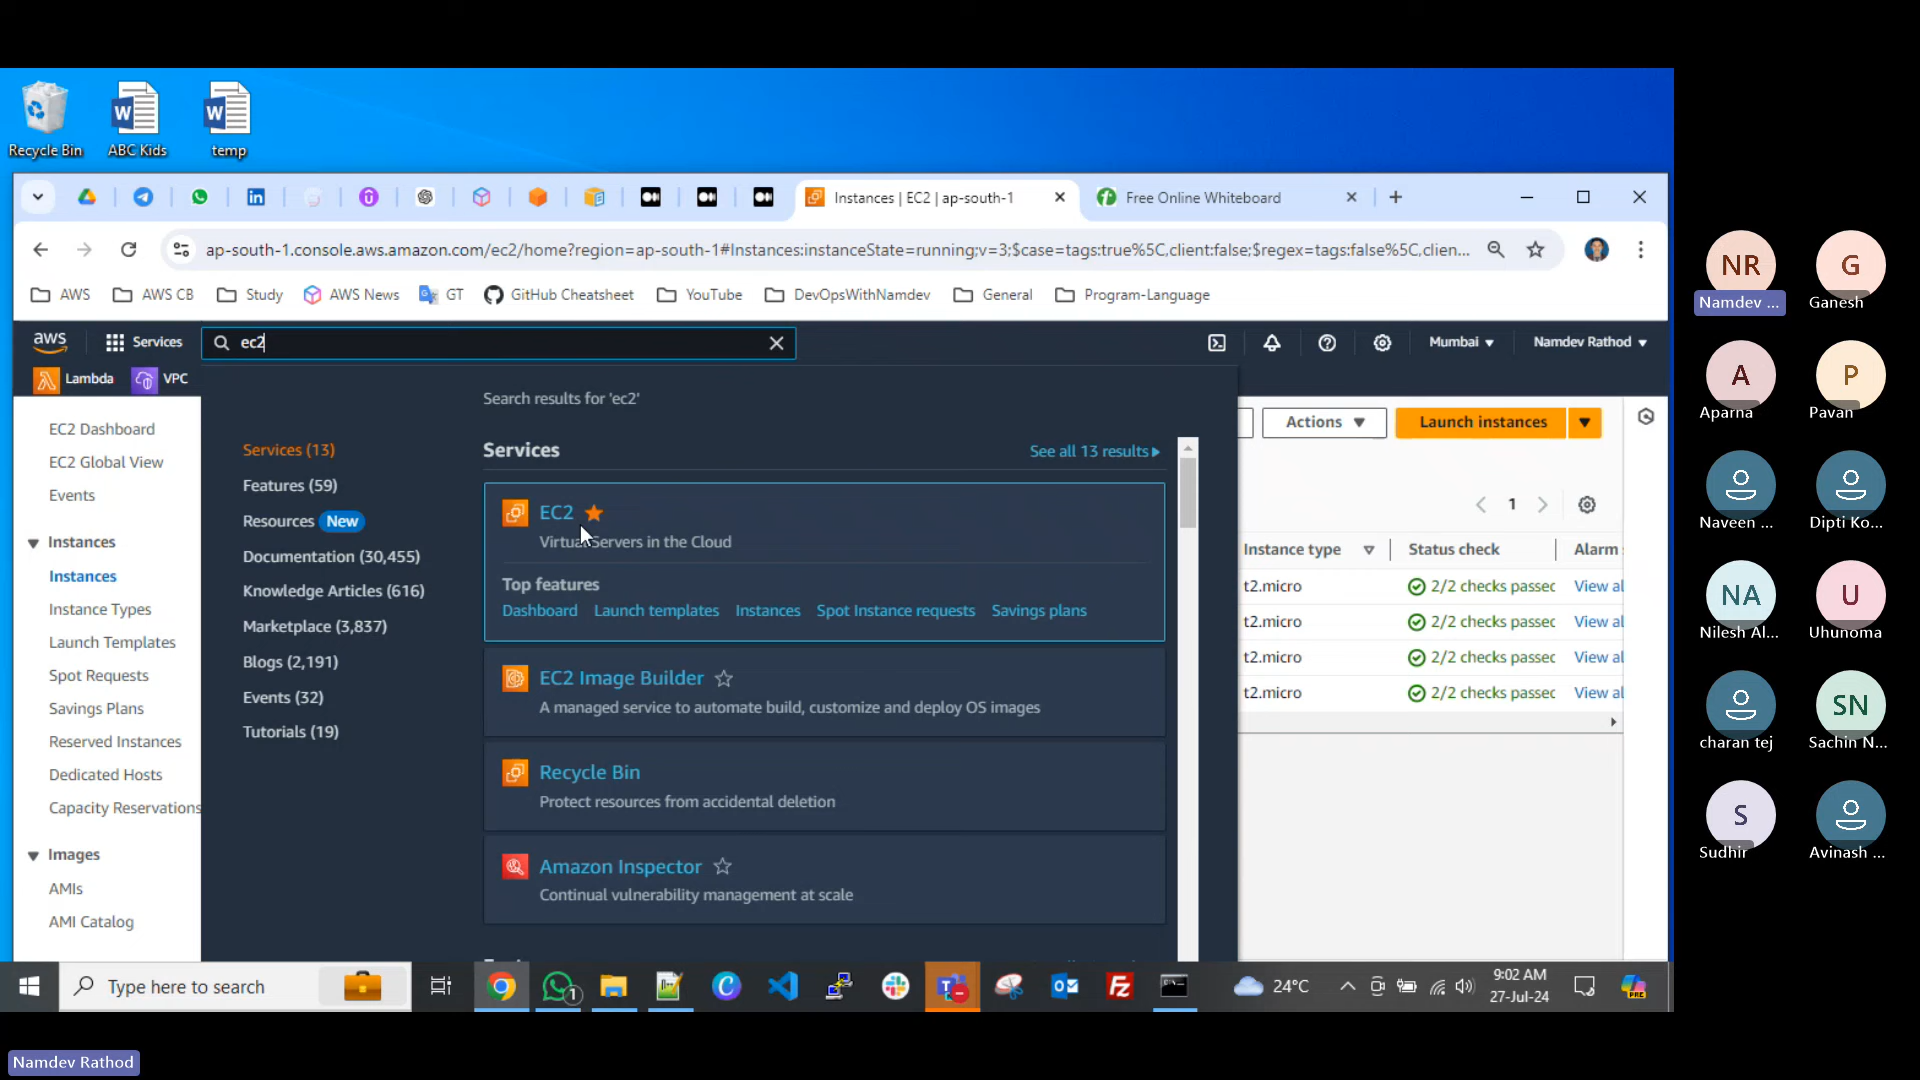 Recycle Bin
ABC Kids
temp
Instances | EC2 | ap-south-1
Free Online Whiteboard
ap-south-1.console.aws.amazon.com/ec2/home?region=ap-south-1#Instances:instanceState=running;v=3;$case=tags:true%5C,client:false;$regex=tags:false%5C,clien...
AWS
AWS CB
Study
AWS News
GT
GitHub Cheatsheet
YouTube
DevOpsWithNamdev
General
Program-Language
aws
Services
ec2
Mumbai
Namdev Rathod
Lambda
VPC
EC2 Dashboard
EC2 Global View
Events
Instances
Instances
Instance Types
Launch Templates
Spot Requests
Savings Plans
Reserved Instances
Dedicated Hosts
Capacity Reservations
Images
AMIs
AMI Catalog
Search results for 'ec2'
Services (13)
Features (59)
Resources New
Documentation (30,455)
Knowledge Articles (616)
Marketplace (3,837)
Blogs (2,191)
Events (32)
Tutorials (19)
Services
See all 13 results
EC2
Virtual Servers in the Cloud
Top features
Dashboard Launch templates Instances Spot Instance requests Savings plans
EC2 Image Builder
A managed service to automate build, customize and deploy OS images
Recycle Bin
Protect resources from accidental deletion
Amazon Inspector
Continual vulnerability management at scale
Actions
Launch instances
1
Instance type
Status check
Alarm
t2.micro 2/2 checks passec View al
t2.micro 2/2 checks passec View al
t2.micro 2/2 checks passec View al
t2.micro 2/2 checks passec View al
Type here to search
1
24°C
9:02 AM
27-Jul-24
PRE
NR
Namdev ...
G
Ganesh
A
Aparna
P
Pavan
Naveen ...
Dipti Ko...
NA
Nilesh Al...
U
Uhunoma
charan tej
SN
Sachin N...
S
Sudhir
Avinash ...
Namdev Rathod